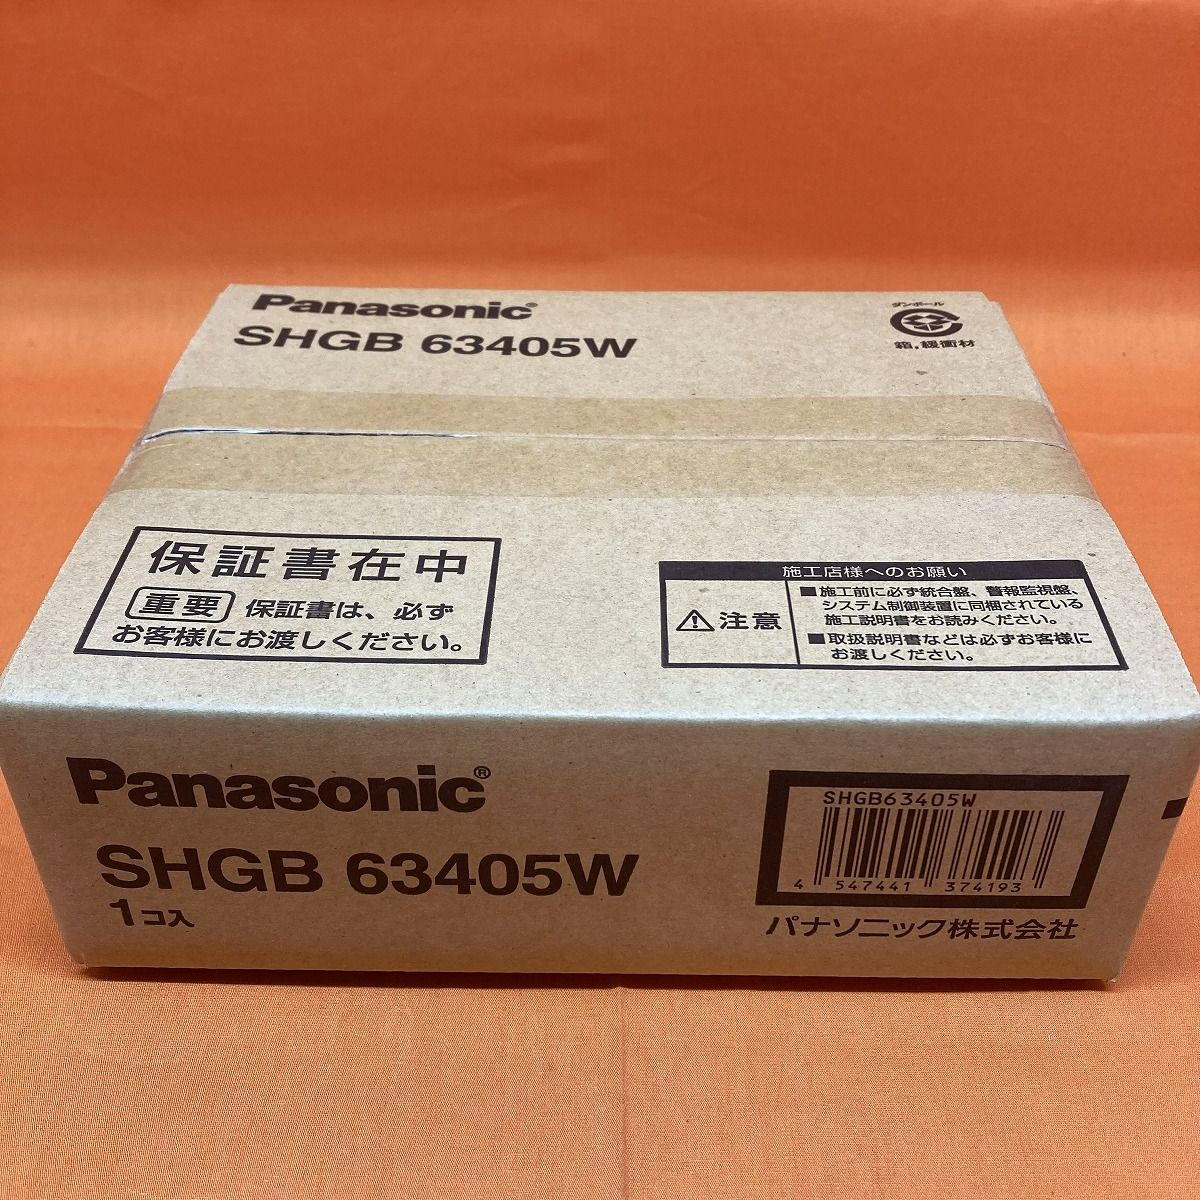 Panasonic®
SHGB 63405W
ダンボール
箱,緩衝材
保証書在中
重要 保証書は、必ず
お客様にお渡しください。
施工店様へのお願い
注意
■施工前に必ず統合盤、警報監視盤、
システム制御装置に同梱されている
施工説明書をお読みください。
■取扱説明書などは必ずお客様に
お渡しください。
Panasonic®
SHGB 63405W
1コ入
SHGB63405W
4 547441 374193
パナソニック株式会社